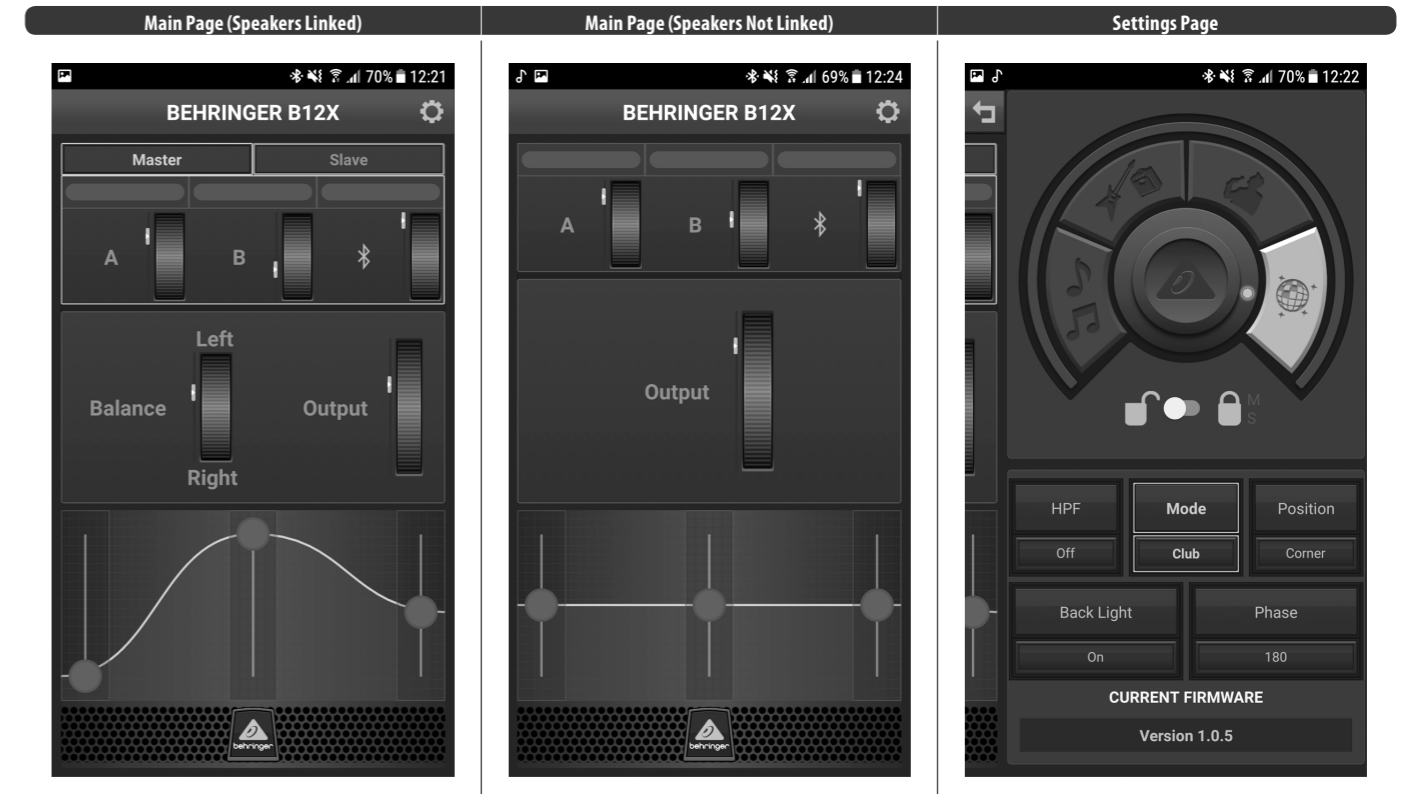 Main Page (Speakers Linked)
Main Page (Speakers Not Linked)
Settings Page
70% 12:21
BEHRINGER B12X
Master
Slave
A
B
Left
Balance
Output
Right
behringer
69% 12:24
BEHRINGER B12X
A
B
Output
behringer
70% 12:22
M
S
HPF
Mode
Position
Off
Club
Corner
Back Light
Phase
On
180
CURRENT FIRMWARE
Version 1.0.5